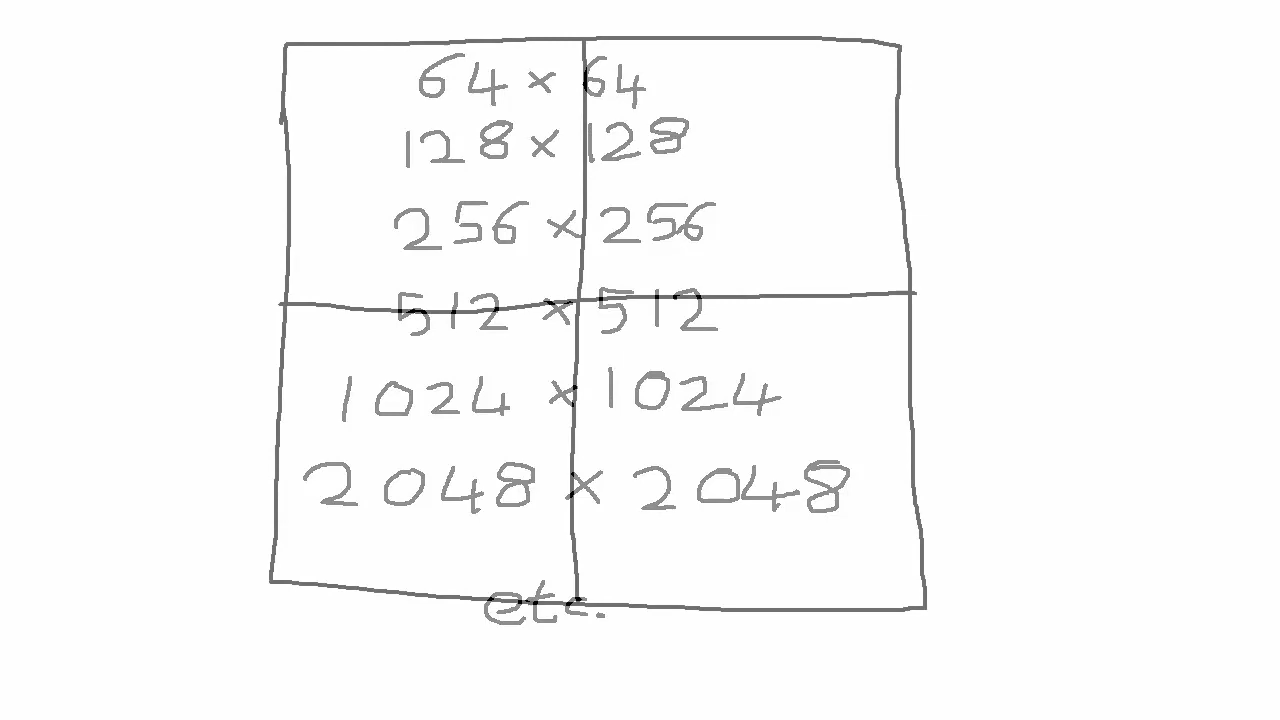 64 × 64
128 × 128
256 × 256
512 × 512
1024 × 1024
2048 × 2048
etc.